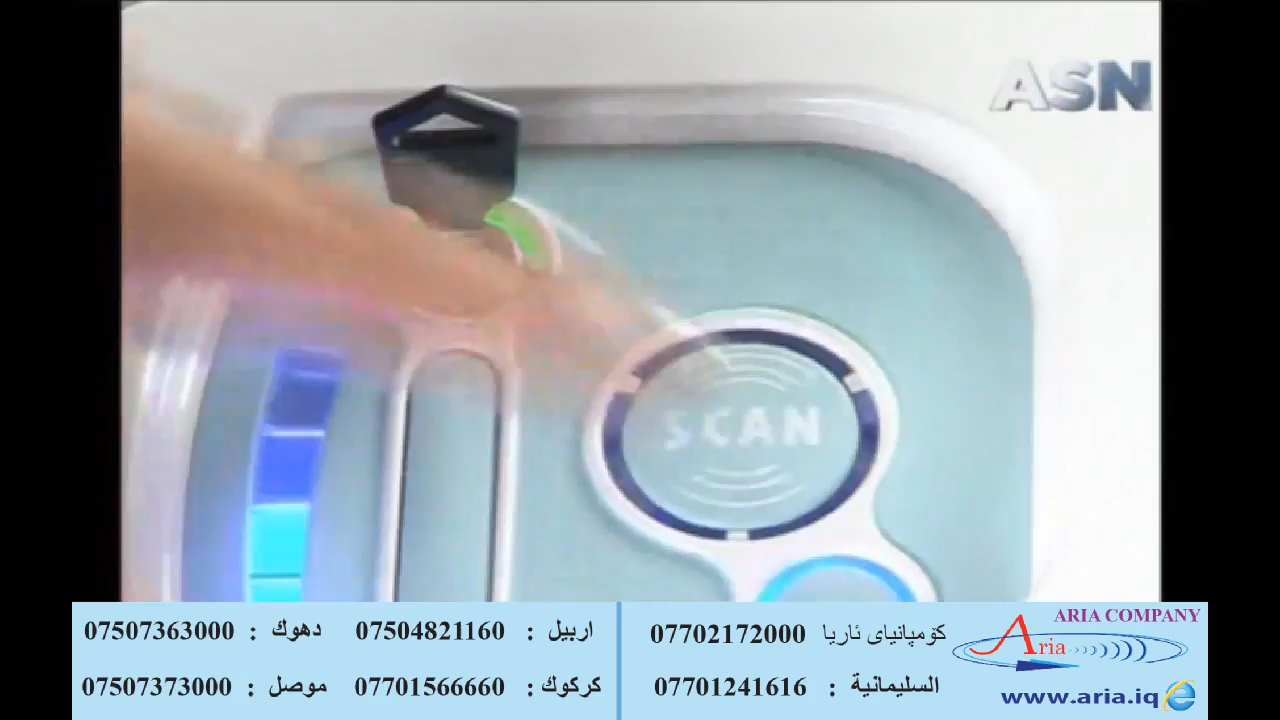 ASN
SCAN
ARIA COMPANY
Aria
www.aria.iq
كۆمپانیای ئاریا 07702172000
السليمانية : 07701241616
اربيل : 07504821160
كركوك : 07701566660
دهوك : 07507363000
موصل : 07507373000